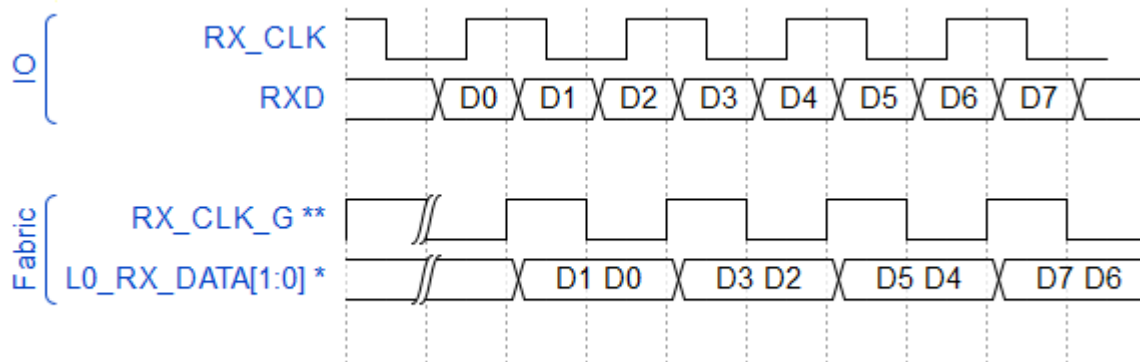 IO
RX_CLK
RXD D0 D1 D2 D3 D4 D5 D6 D7
Fabric
RX_CLK_G **
L0_RX_DATA[1:0] * D1 D0 D3 D2 D5 D4 D7 D6